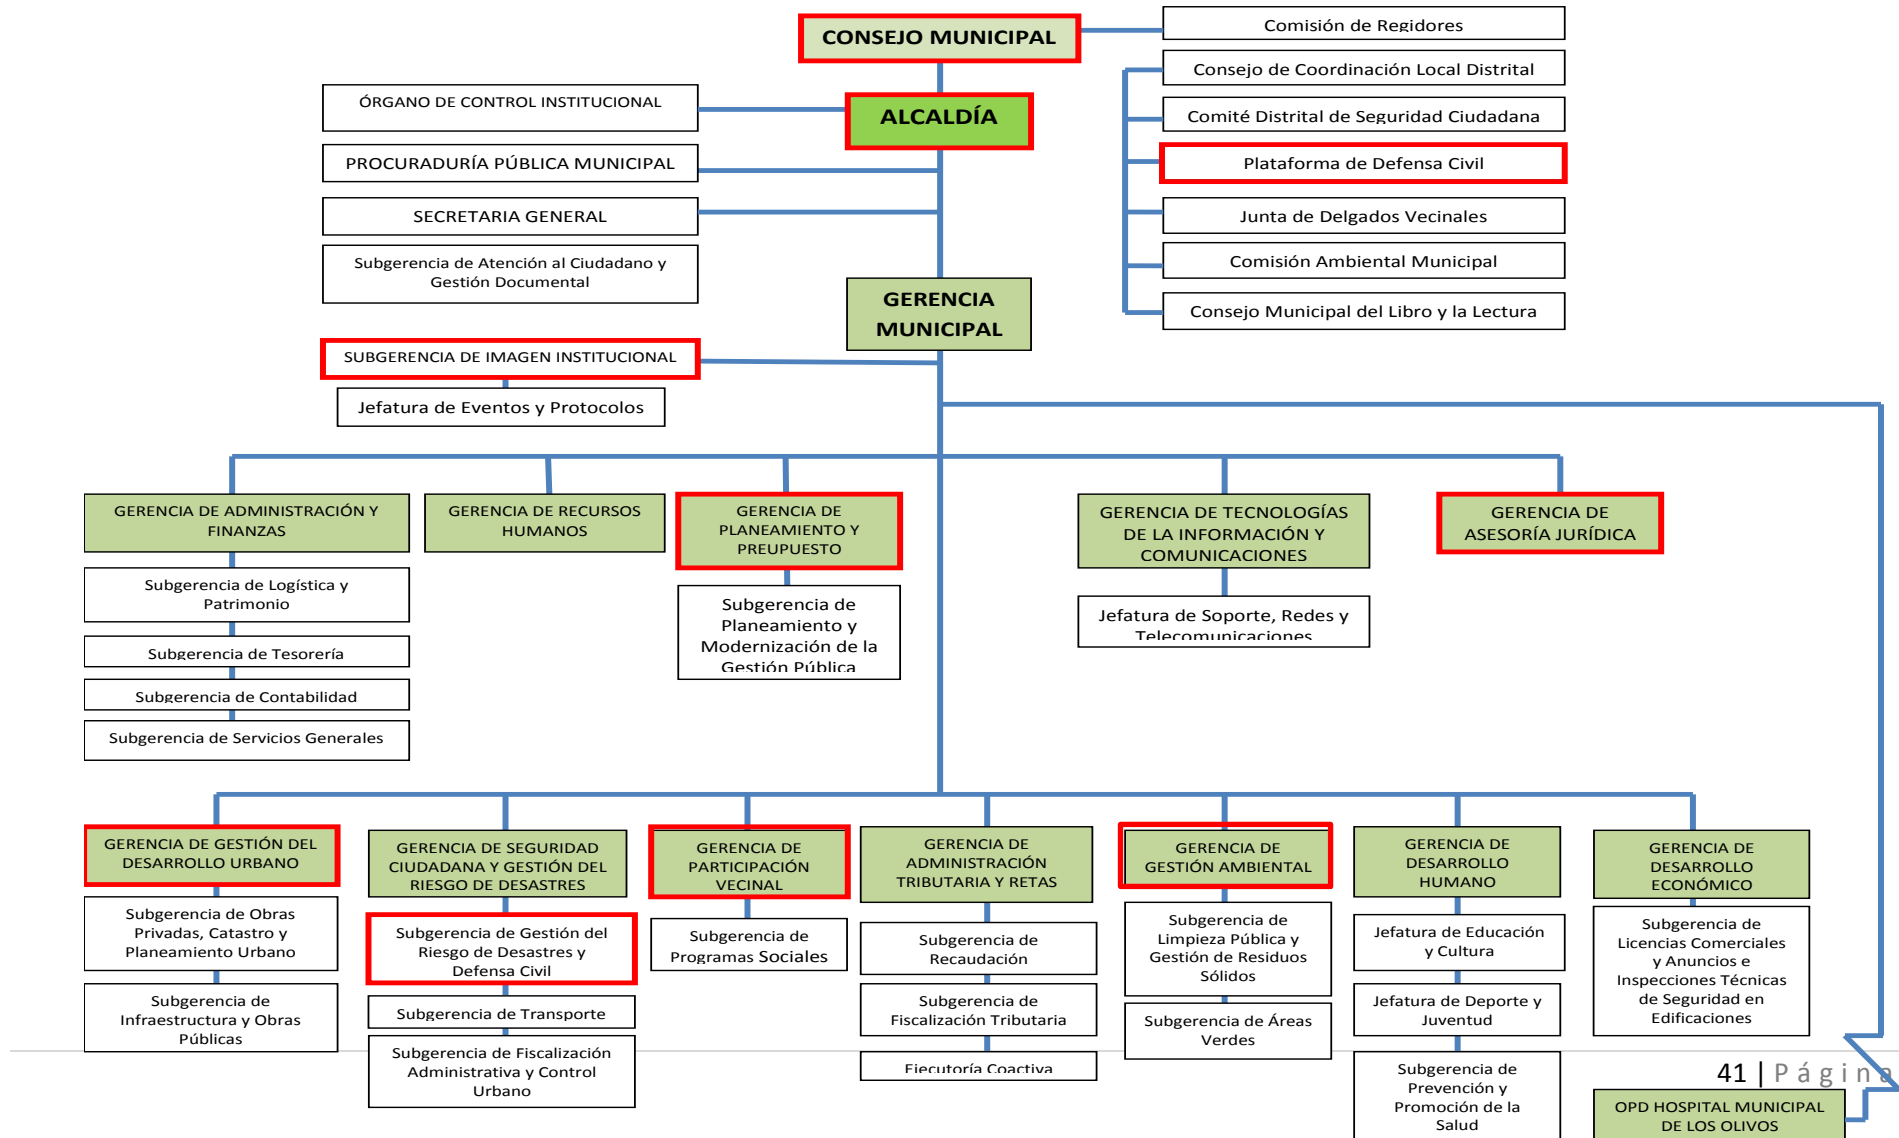 CONSEJO MUNICIPAL
Comisión de Regidores
Consejo de Coordinación Local Distrital
ÓRGANO DE CONTROL INSTITUCIONAL
ALCALDÍA
Comité Distrital de Seguridad Ciudadana
PROCURADURÍA PÚBLICA MUNICIPAL
Plataforma de Defensa Civil
SECRETARIA GENERAL
Junta de Delgados Vecinales
Subgerencia de Atención al Ciudadano y
Gestión Documental
Comisión Ambiental Municipal
GERENCIA
MUNICIPAL
Consejo Municipal del Libro y la Lectura
SUBGERENCIA DE IMAGEN INSTITUCIONAL
Jefatura de Eventos y Protocolos
GERENCIA DE ADMINISTRACIÓN Y
FINANZAS
Subgerencia de Logística y
Patrimonio
Subgerencia de Tesorería
Subgerencia de Contabilidad
Subgerencia de Servicios Generales
GERENCIA DE RECURSOS
HUMANOS
GERENCIA DE
PLANEAMIENTO Y
PREUPUESTO
Subgerencia de
Planeamiento y
Modernización de la
Gestión Pública
GERENCIA DE TECNOLOGÍAS
DE LA INFORMACIÓN Y
COMUNICACIONES
Jefatura de Soporte, Redes y
Telecomunicaciones
GERENCIA DE
ASESORÍA JURÍDICA
GERENCIA DE GESTIÓN DEL
DESARROLLO URBANO
Subgerencia de Obras
Privadas, Catastro y
Planeamiento Urbano
Subgerencia de
Infraestructura y Obras
Públicas
GERENCIA DE SEGURIDAD
CIUDADANA Y GESTIÓN DEL
RIESGO DE DESASTRES
Subgerencia de Gestión del
Riesgo de Desastres y
Defensa Civil
Subgerencia de Transporte
Subgerencia de Fiscalización
Administrativa y Control
Urbano
GERENCIA DE
PARTICIPACIÓN
VECINAL
Subgerencia de
Programas Sociales
GERENCIA DE
ADMINISTRACIÓN
TRIBUTARIA Y RETAS
Subgerencia de
Recaudación
Subgerencia de
Fiscalización Tributaria
Ejecutoría Coactiva
GERENCIA DE
GESTIÓN AMBIENTAL
Subgerencia de
Limpieza Pública y
Gestión de Residuos
Sólidos
Subgerencia de Áreas
Verdes
GERENCIA DE
DESARROLLO
HUMANO
Jefatura de Educación
y Cultura
Jefatura de Deporte y
Juventud
Subgerencia de
Prevención y
Promoción de la
Salud
GERENCIA DE
DESARROLLO
ECONÓMICO
Subgerencia de
Licencias Comerciales
y Anuncios e
Inspecciones Técnicas
de Seguridad en
Edificaciones
41 | Página
OPD HOSPITAL MUNICIPAL
DE LOS OLIVOS